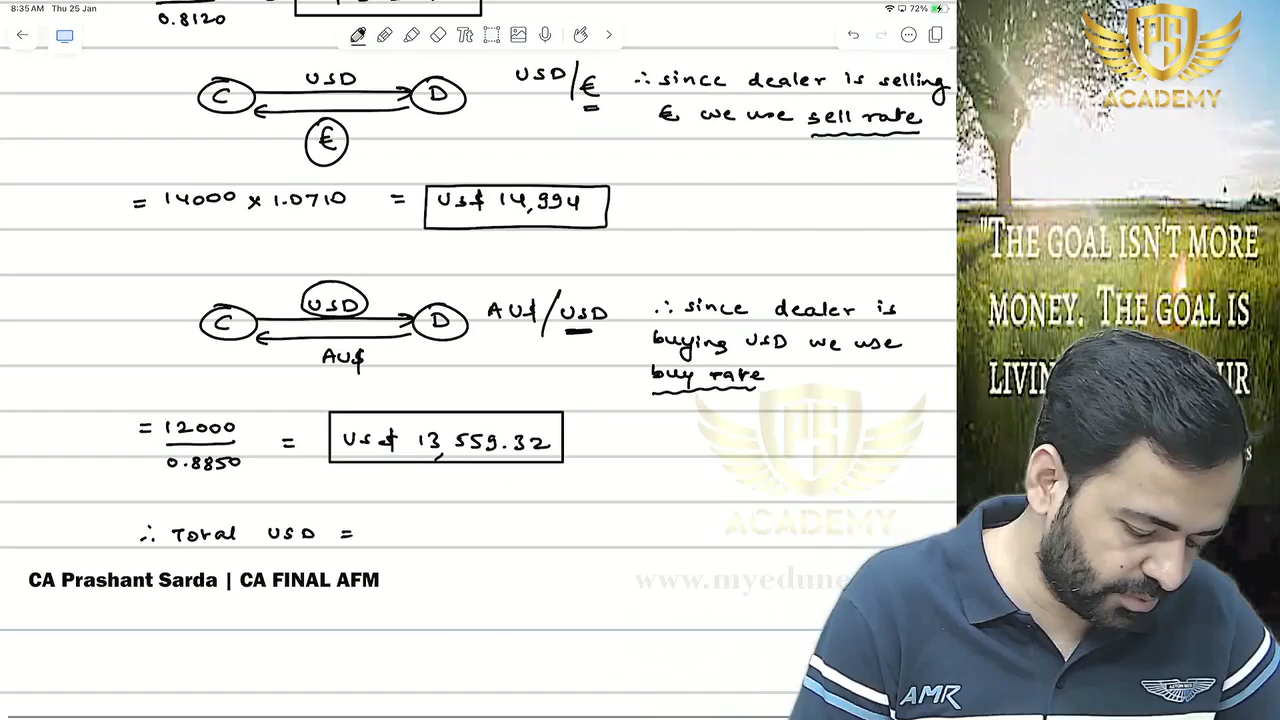 8:35 AM Thu 25 Jan
72%
0.8120
USD
C D
€
USD/€
∴ since dealer is selling
€ we use sell rate
= 14000 × 1.0710 = US$ 14,994
USD
C D
AU$
AU$/USD
∴ since dealer is
buying USD we use
buy rate
= 12000
0.8850
= US$ 13,559.32
∴ Total USD =
CA Prashant Sarda | CA FINAL AFM
PS
ACADEMY
PS
ACADEMY
"THE GOAL ISN'T MORE
MONEY. THE GOAL IS
AMR